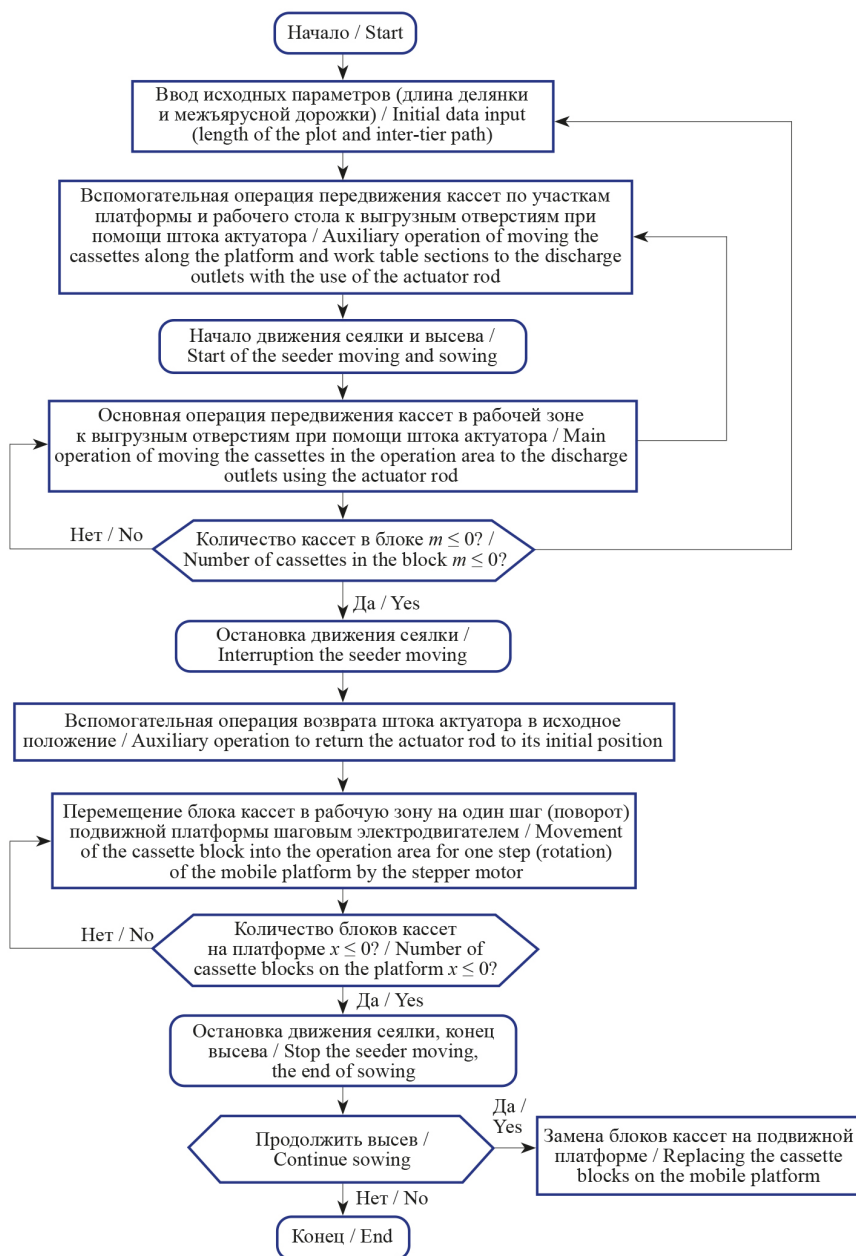 Начало / Start
Ввод исходных параметров (длина делянки
и межъярусной дорожки) / Initial data input
(length of the plot and inter-tier path)
Вспомогательная операция передвижения кассет по участкам
платформы и рабочего стола к выгрузным отверстиям при
помощи штока актуатора / Auxiliary operation of moving the
cassettes along the platform and work table sections to the discharge
outlets with the use of the actuator rod
Начало движения сеялки и высева /
Start of the seeder moving and sowing
Основная операция передвижения кассет в рабочей зоне
к выгрузным отверстиям при помощи штока актуатора / Main
operation of moving the cassettes in the operation area to the discharge
outlets using the actuator rod
Нет / No
Количество кассет в блоке m ≤ 0? /
Number of cassettes in the block m ≤ 0?
Да / Yes
Остановка движения сеялки /
Interruption the seeder moving
Вспомогательная операция возврата штока актуатора в исходное
положение / Auxiliary operation to return the actuator rod to its initial position
Перемещение блока кассет в рабочую зону на один шаг (поворот)
подвижной платформы шаговым электродвигателем / Movement
of the cassette block into the operation area for one step (rotation)
of the mobile platform by the stepper motor
Нет / No
Количество блоков кассет
на платформе x ≤ 0? / Number of
cassette blocks on the platform x ≤ 0?
Да / Yes
Остановка движения сеялки, конец
высева / Stop the seeder moving,
the end of sowing
Продолжить высев /
Continue sowing
Да /
Yes
Замена блоков кассет на подвижной
платформе / Replacing the cassette
blocks on the mobile platform
Нет / No
Конец / End